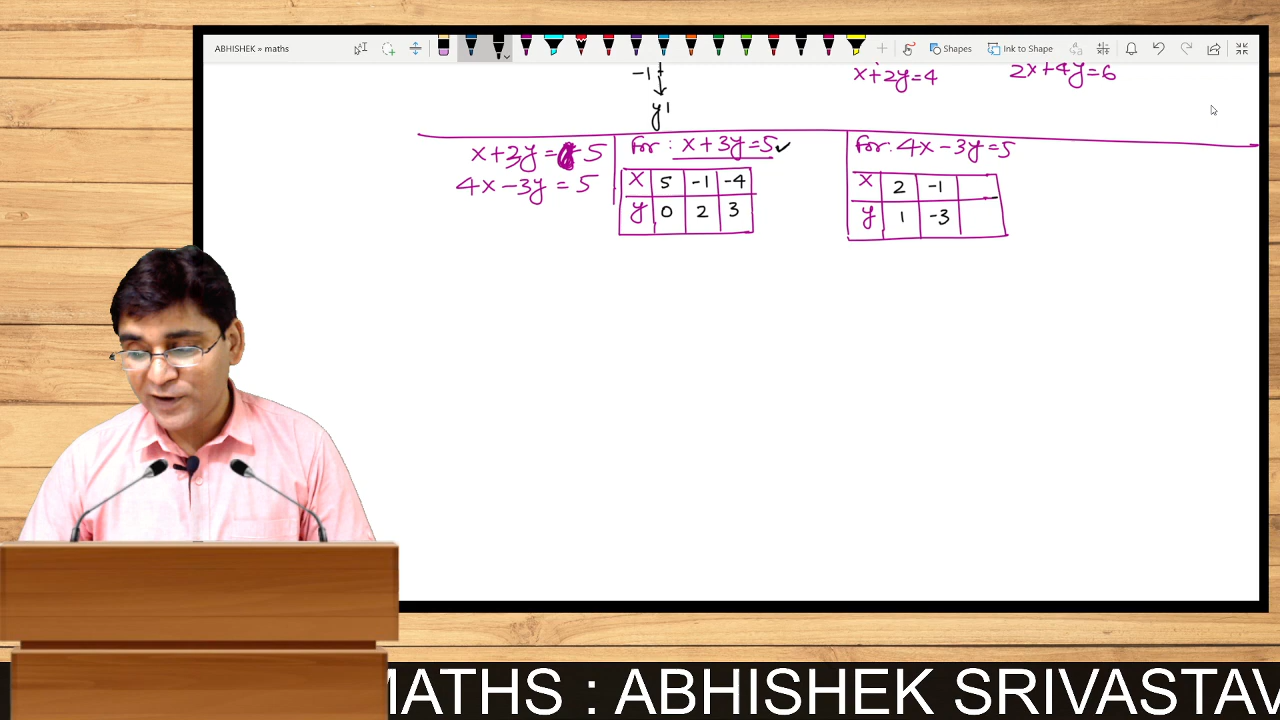 ABHISHEK » maths
Shapes
Ink to Shape
-1
y'
x+2y=4
2x+4y=6
x+2y=5
4x-3y=5
For: x+3y=5✓
x 5 -1 -4
y 0 2 3
for: 4x-3y=5
x 2 -1
y 1 -3
MATHS : ABHISHEK SRIVASTAV